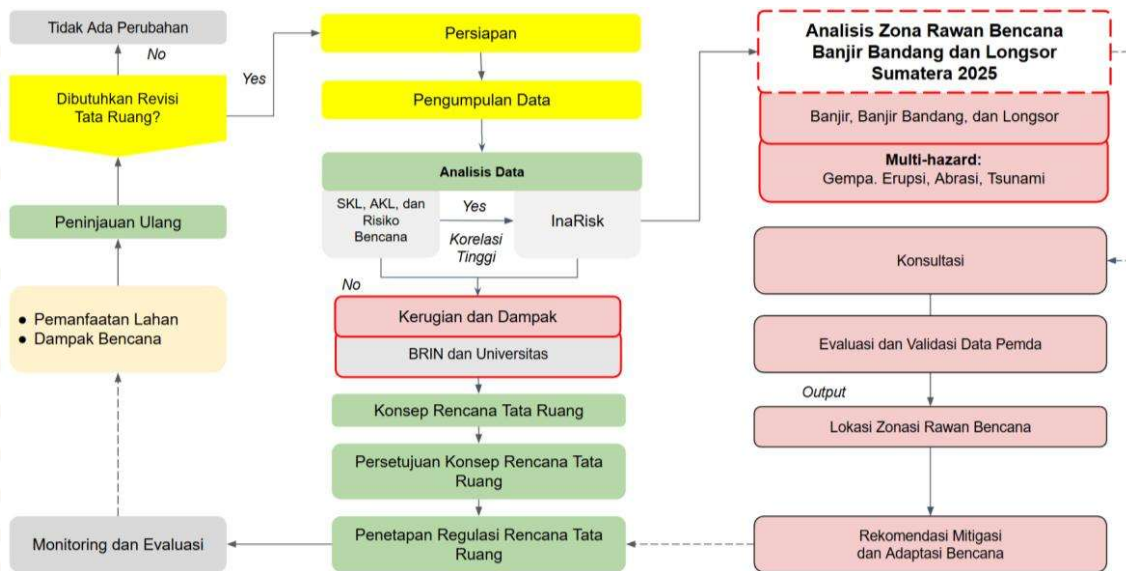 Tidak Ada Perubahan
No
Dibutuhkan Revisi
Tata Ruang?
Yes
Peninjauan Ulang
● Pemanfaatan Lahan
● Dampak Bencana
Monitoring dan Evaluasi
Persiapan
Pengumpulan Data
Analisis Data
SKL, AKL, dan
Risiko
Bencana
Yes
Korelasi
Tinggi
InaRisk
No
Kerugian dan Dampak
BRIN dan Universitas
Konsep Rencana Tata Ruang
Persetujuan Konsep Rencana Tata
Ruang
Penetapan Regulasi Rencana Tata
Ruang
Analisis Zona Rawan Bencana
Banjir Bandang dan Longsor
Sumatera 2025
Banjir, Banjir Bandang, dan Longsor
Multi-hazard:
Gempa. Erupsi, Abrasi, Tsunami
Konsultasi
Evaluasi dan Validasi Data Pemda
Output
Lokasi Zonasi Rawan Bencana
Rekomendasi Mitigasi
dan Adaptasi Bencana